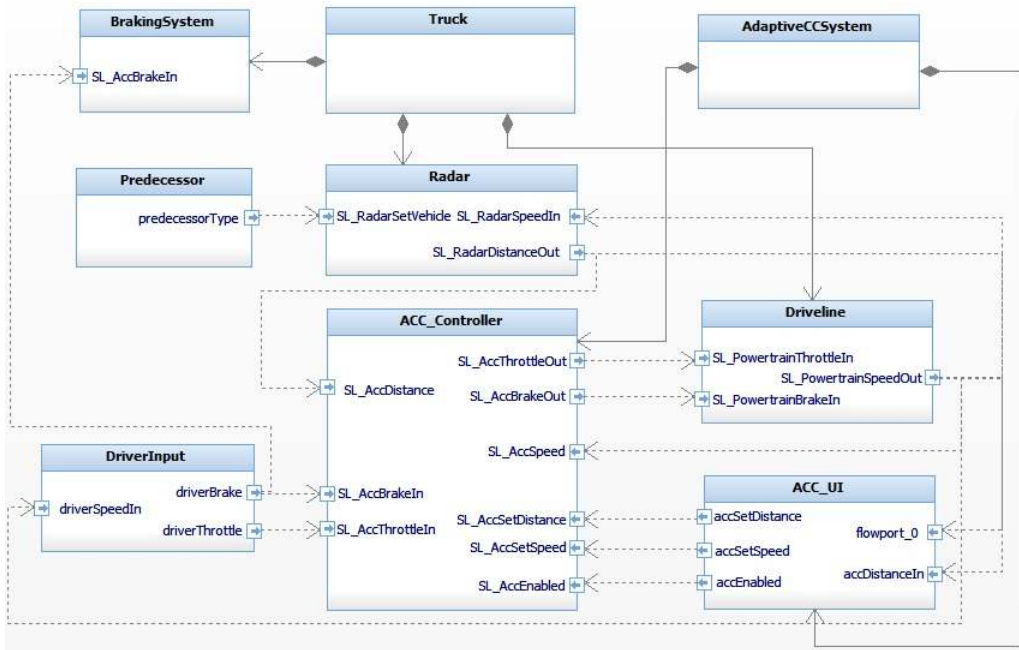 BrakingSystem
SL_AccBrakeIn
Truck
AdaptiveCCSystem
Predecessor
predecessorType
Radar
SL_RadarSetVehicle SL_RadarSpeedIn
SL_RadarDistanceOut
ACC_Controller
SL_AccThrottleOut
SL_AccDistance
SL_AccBrakeOut
SL_AccSpeed
SL_AccBrakeIn
SL_AccSetDistance
SL_AccThrottleIn
SL_AccSetSpeed
SL_AccEnabled
Driveline
SL_PowertrainThrottleIn
SL_PowertrainSpeedOut
SL_PowertrainBrakeIn
DriverInput
driverBrake
driverSpeedIn
driverThrottle
ACC_UI
accSetDistance
flowport_0
accSetSpeed
accDistanceIn
accEnabled